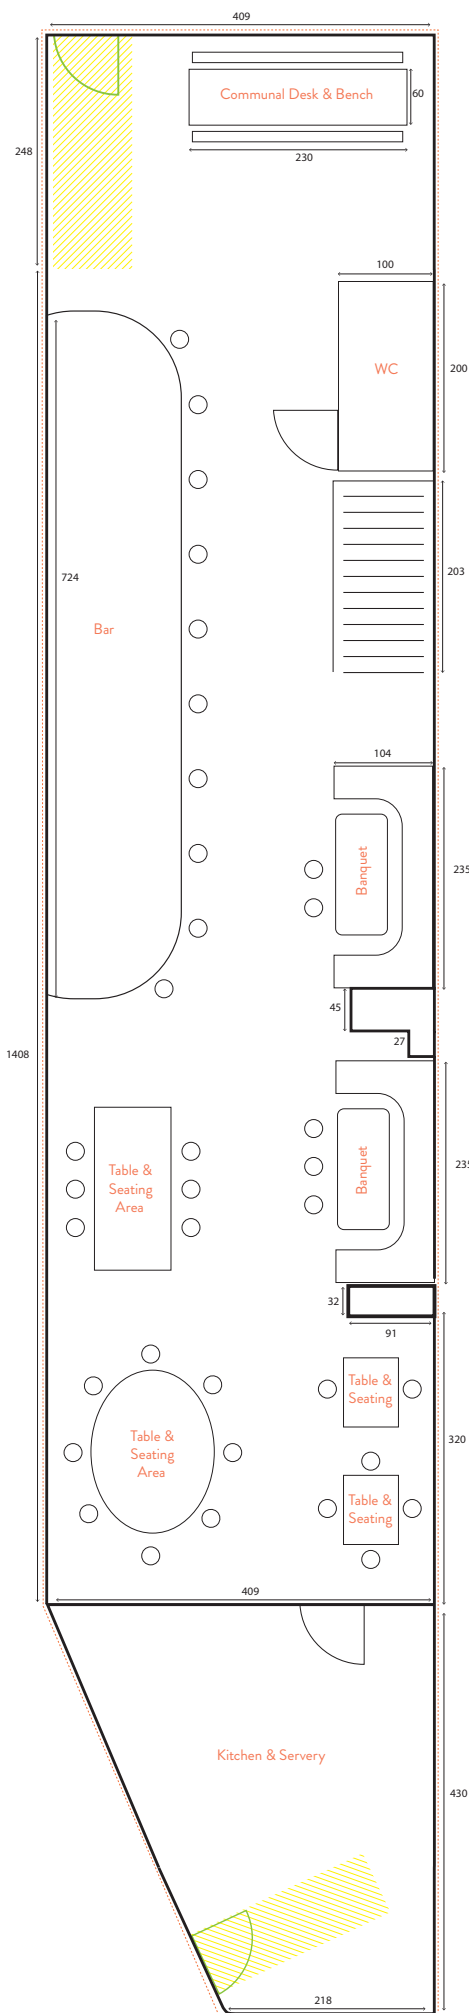 409
Communal Desk & Bench
60
248
230
100
WC
200
203
724
Bar
104
Banquet
235
45
27
1408
Banquet
235
Table &
Seating
Area
32
91
Table &
Seating
320
Table &
Seating
Area
Table &
Seating
409
Kitchen & Servery
430
218